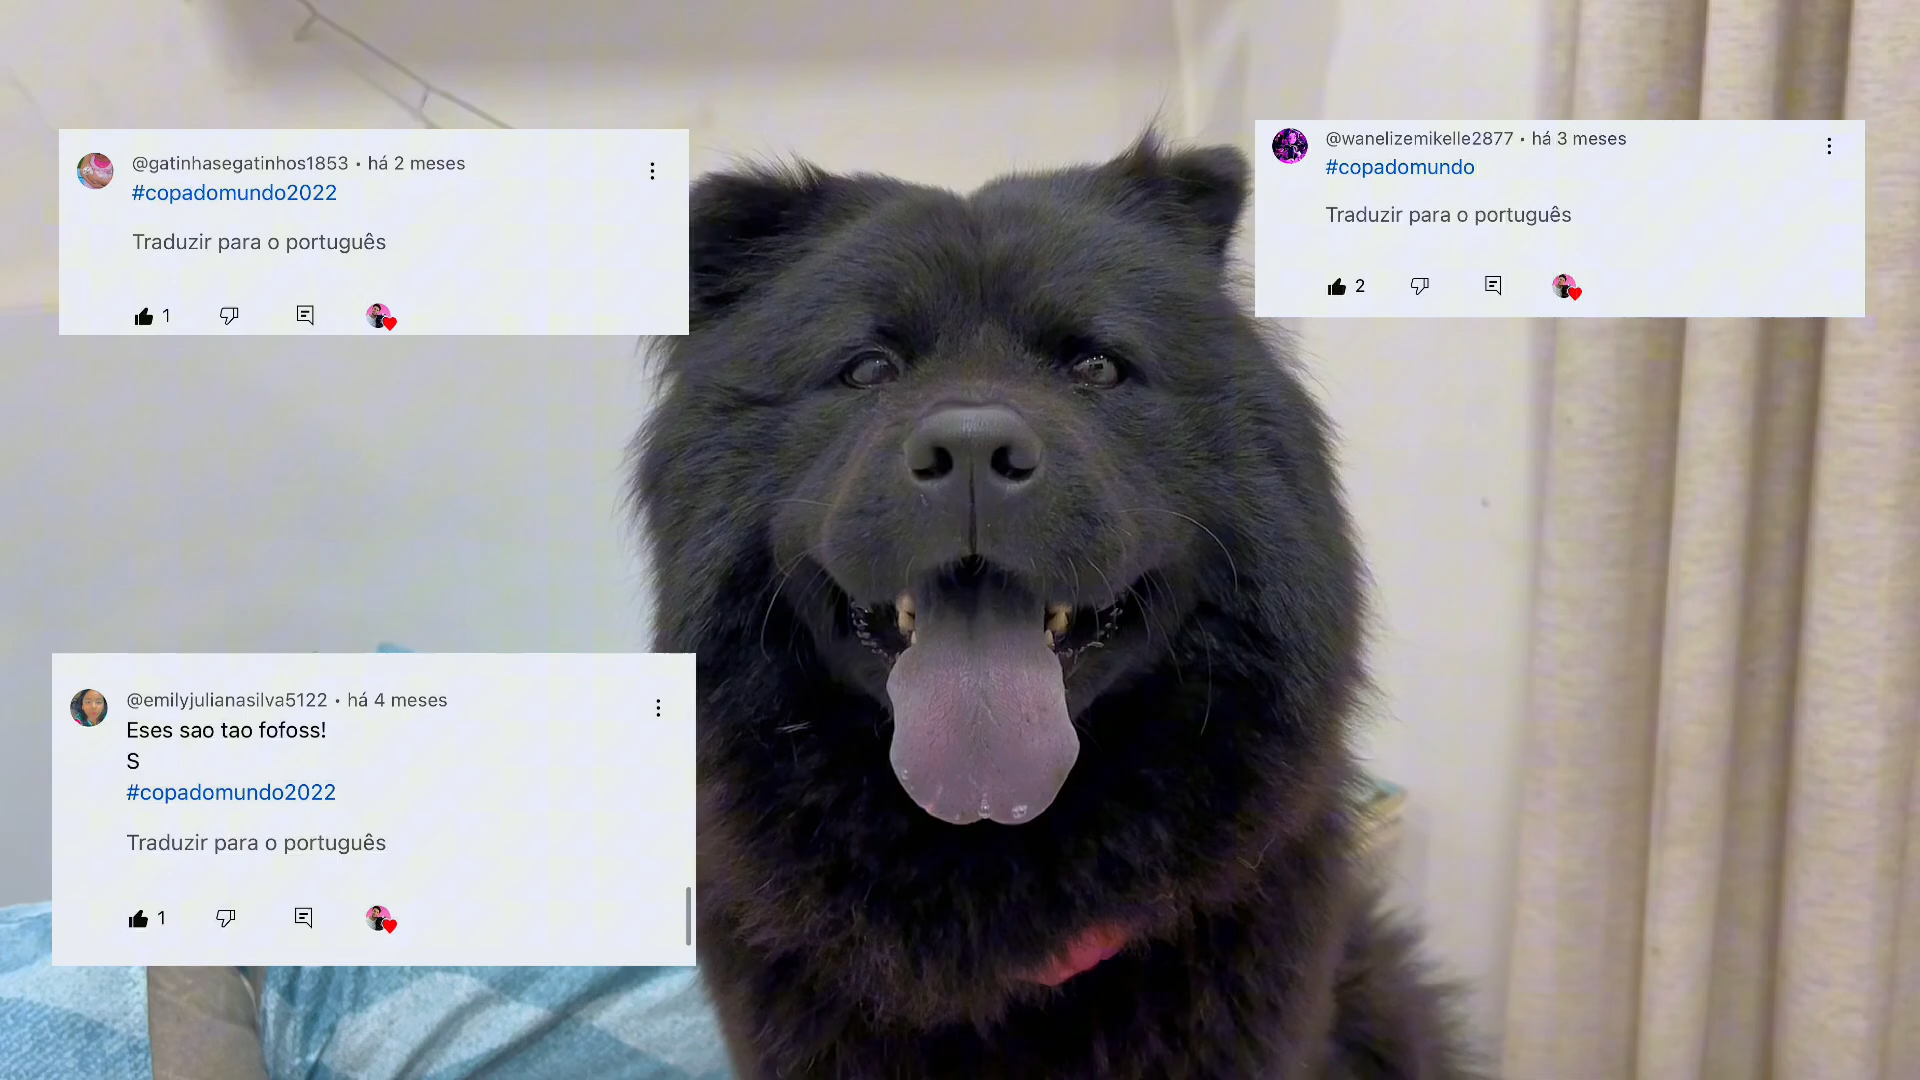 @gatinhasegatinhos1853 • há 2 meses
#copadomundo2022
Traduzir para o português
1
@wanelizemikelle2877 • há 3 meses
#copadomundo
Traduzir para o português
2
@emilyjulianasilva5122 • há 4 meses
Eses sao tao fofoss!
S
#copadomundo2022
Traduzir para o português
1